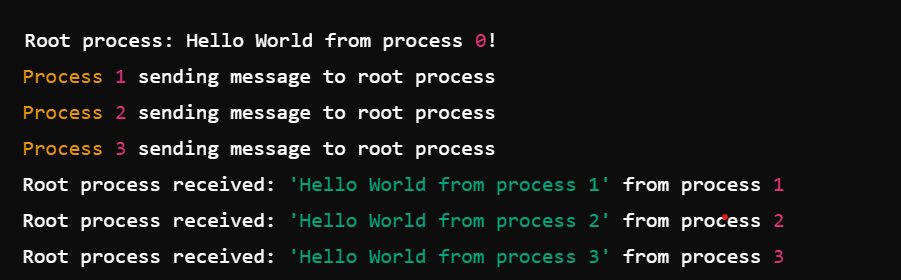 Root process: Hello World from process 0!
Process 1 sending message to root process
Process 2 sending message to root process
Process 3 sending message to root process
Root process received: 'Hello World from process 1' from process 1
Root process received: 'Hello World from process 2' from process 2
Root process received: 'Hello World from process 3' from process 3